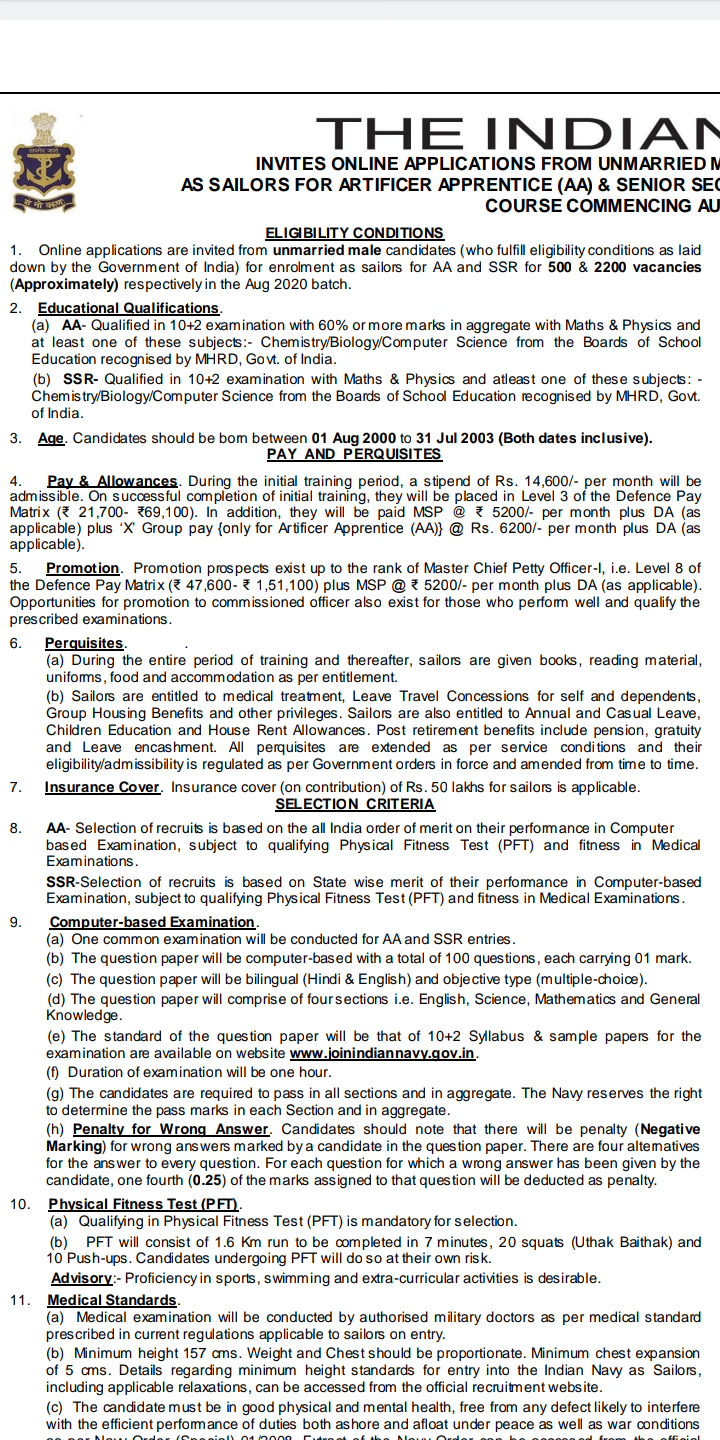 THE INDIAN
INVITES ONLINE APPLICATIONS FROM UNMARRIED M
AS SAILORS FOR ARTIFICER APPRENTICE (AA) & SENIOR SEC
COURSE COMMENCING AU
ELIGIBILITY CONDITIONS
1. Online applications are invited from unmarried male candidates (who fulfill eligibility conditions as laid
down by the Government of India) for enrolment as sailors for AA and SSR for 500 & 2200 vacancies
(Approximately) respectively in the Aug 2020 batch.
2. Educational Qualifications.
(a) AA- Qualified in 10+2 examination with 60% or more marks in aggregate with Maths & Physics and
at least one of these subjects:- Chemistry/Biology/Computer Science from the Boards of School
Education recognised by MHRD, Govt. of India.
(b) SSR- Qualified in 10+2 examination with Maths & Physics and atleast one of these subjects: -
Chemistry/Biology/Computer Science from the Boards of School Education recognised by MHRD, Govt.
of India.
3. Age. Candidates should be born between 01 Aug 2000 to 31 Jul 2003 (Both dates inclusive).
PAY AND PERQUISITES
4. Pay & Allowances. During the initial training period, a stipend of Rs. 14,600/- per month will be
admissible. On successful completion of initial training, they will be placed in Level 3 of the Defence Pay
Matrix (₹ 21,700- ₹69,100). In addition, they will be paid MSP @ ₹ 5200/- per month plus DA (as
applicable) plus ‘X’ Group pay {only for Artificer Apprentice (AA)} @ Rs. 6200/- per month plus DA (as
applicable).
5. Promotion. Promotion prospects exist up to the rank of Master Chief Petty Officer-I, i.e. Level 8 of
the Defence Pay Matrix (₹ 47,600- ₹ 1,51,100) plus MSP @ ₹ 5200/- per month plus DA (as applicable).
Opportunities for promotion to commissioned officer also exist for those who perform well and qualify the
prescribed examinations.
6. Perquisites.
(a) During the entire period of training and thereafter, sailors are given books, reading material,
uniforms, food and accommodation as per entitlement.
(b) Sailors are entitled to medical treatment, Leave Travel Concessions for self and dependents,
Group Housing Benefits and other privileges. Sailors are also entitled to Annual and Casual Leave,
Children Education and House Rent Allowances. Post retirement benefits include pension, gratuity
and Leave encashment. All perquisites are extended as per service conditions and their
eligibility/admissibility is regulated as per Government orders in force and amended from time to time.
7. Insurance Cover. Insurance cover (on contribution) of Rs. 50 lakhs for sailors is applicable.
SELECTION CRITERIA
8. AA- Selection of recruits is based on the all India order of merit on their performance in Computer
based Examination, subject to qualifying Physical Fitness Test (PFT) and fitness in Medical
Examinations.
SSR-Selection of recruits is based on State wise merit of their performance in Computer-based
Examination, subject to qualifying Physical Fitness Test (PFT) and fitness in Medical Examinations.
9. Computer-based Examination.
(a) One common examination will be conducted for AA and SSR entries.
(b) The question paper will be computer-based with a total of 100 questions, each carrying 01 mark.
(c) The question paper will be bilingual (Hindi & English) and objective type (multiple-choice).
(d) The question paper will comprise of four sections i.e. English, Science, Mathematics and General
Knowledge.
(e) The standard of the question paper will be that of 10+2 Syllabus & sample papers for the
examination are available on website www.joinindiannavy.gov.in.
(f) Duration of examination will be one hour.
(g) The candidates are required to pass in all sections and in aggregate. The Navy reserves the right
to determine the pass marks in each Section and in aggregate.
(h) Penalty for Wrong Answer. Candidates should note that there will be penalty (Negative
Marking) for wrong answers marked by a candidate in the question paper. There are four alternatives
for the answer to every question. For each question for which a wrong answer has been given by the
candidate, one fourth (0.25) of the marks assigned to that question will be deducted as penalty.
10. Physical Fitness Test (PFT).
(a) Qualifying in Physical Fitness Test (PFT) is mandatory for selection.
(b) PFT will consist of 1.6 Km run to be completed in 7 minutes, 20 squats (Uthak Baithak) and
10 Push-ups. Candidates undergoing PFT will do so at their own risk.
Advisory:- Proficiency in sports, swimming and extra-curricular activities is desirable.
11. Medical Standards.
(a) Medical examination will be conducted by authorised military doctors as per medical standard
prescribed in current regulations applicable to sailors on entry.
(b) Minimum height 157 cms. Weight and Chest should be proportionate. Minimum chest expansion
of 5 cms. Details regarding minimum height standards for entry into the Indian Navy as Sailors,
including applicable relaxations, can be accessed from the official recruitment website.
(c) The candidate must be in good physical and mental health, free from any defect likely to interfere
with the efficient performance of duties both ashore and afloat under peace as well as war conditions
as per Navy Order (Special) 01/2008. Extract of the Navy Order can be accessed from the official